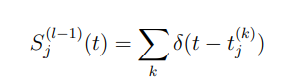 $S_j^{(l-1)}(t) = \sum_k \delta(t - t_j^{(k)})$